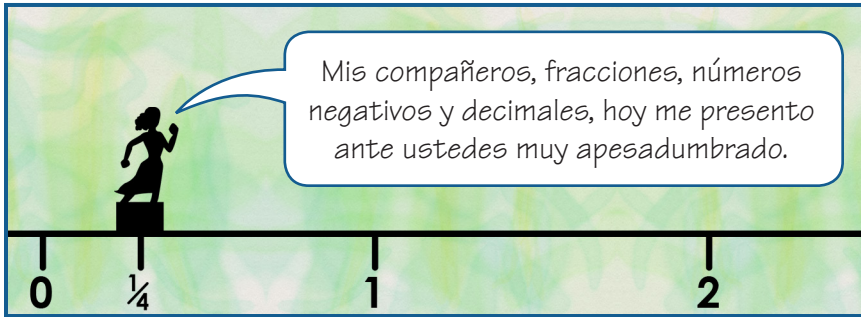 Mis compañeros, fracciones, números
negativos y decimales, hoy me presento
ante ustedes muy apesadumbrado.
0 ¼ 1 2